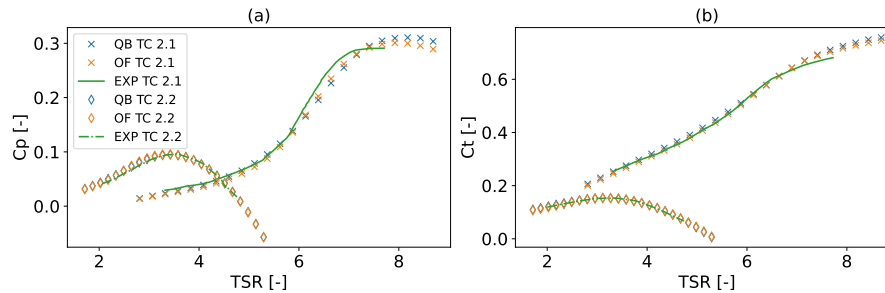 (a)
0.3
0.2
0.1
0.0
Cp [-]
QB TC 2.1
OF TC 2.1
EXP TC 2.1
QB TC 2.2
OF TC 2.2
EXP TC 2.2
2 4 6 8
TSR [-]
(b)
0.6
0.4
0.2
0.0
Ct [-]
2 4 6 8
TSR [-]